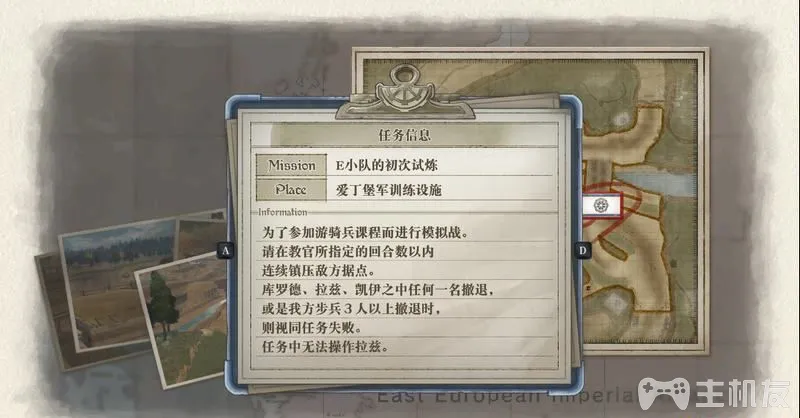 任务信息
Mission E小队的初次试炼
Place 爱丁堡军训练设施
Information
为了参加游骑兵课程而进行模拟战。
请在教官所指定的回合数以内
连续镇压敌方据点。
库罗德、拉兹、凯伊之中任何一名撤退,
或是我方步兵3人以上撤退时,
则视同任务失败。
任务中无法操作拉兹。
A
D
East European Imperial
主机友